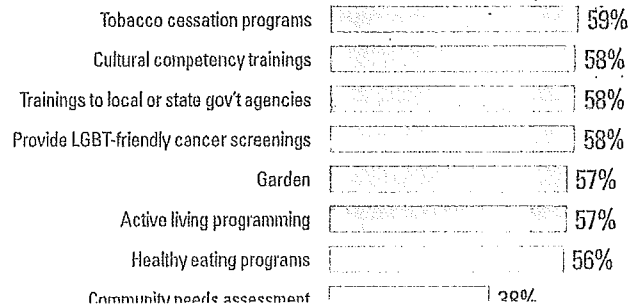 Tobacco cessation programs 59%
Cultural competency trainings 58%
Trainings to local or state gov't agencies 58%
Provide LGBT-friendly cancer screenings 58%
Garden 57%
Active living programming 57%
Healthy eating programs 56%
Community needs assessment 38%